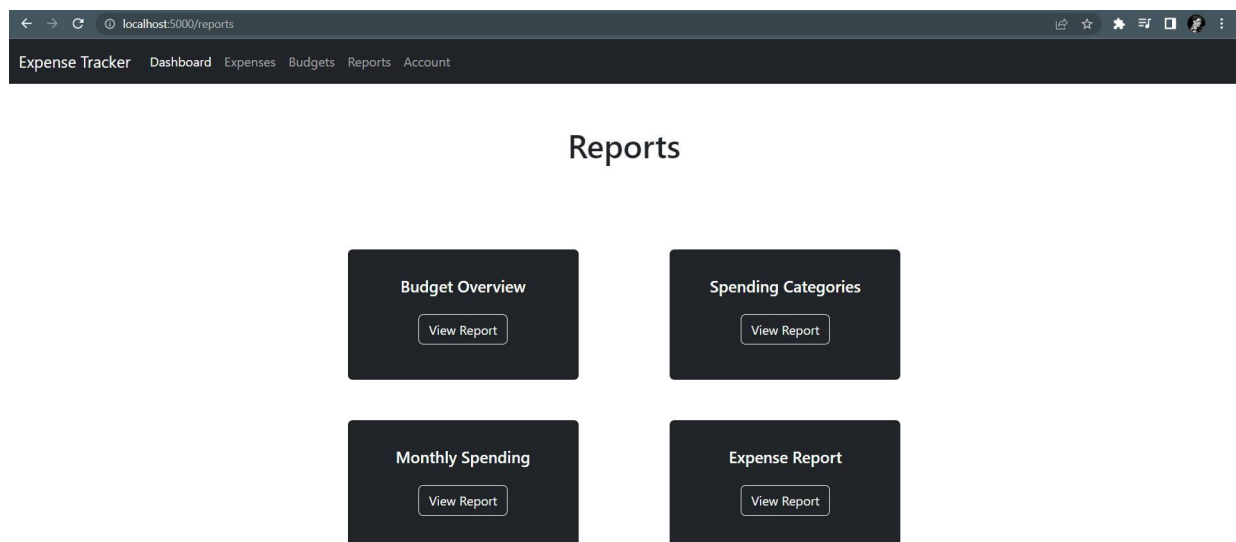 localhost:5000/reports
Expense Tracker Dashboard Expenses Budgets Reports Account
Reports
Budget Overview Spending Categories
View Report View Report
Monthly Spending Expense Report
View Report View Report